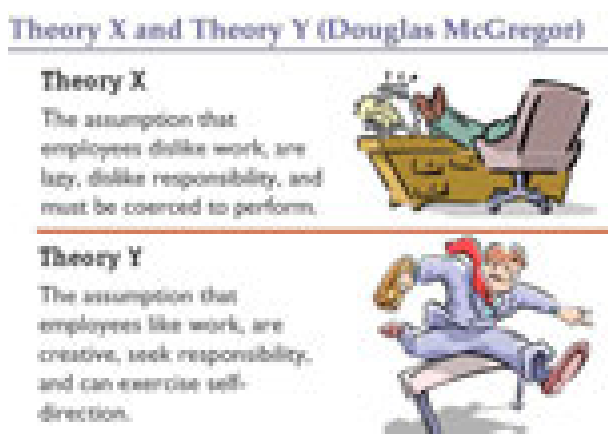 Theory X and Theory Y (Douglas McGregor)
Theory X
The assumption that
employees dislike work, are
lazy, dislike responsibility, and
must be coerced to perform.
Theory Y
The assumption that
employees like work, are
creative, seek responsibility,
and can exercise self-
direction.